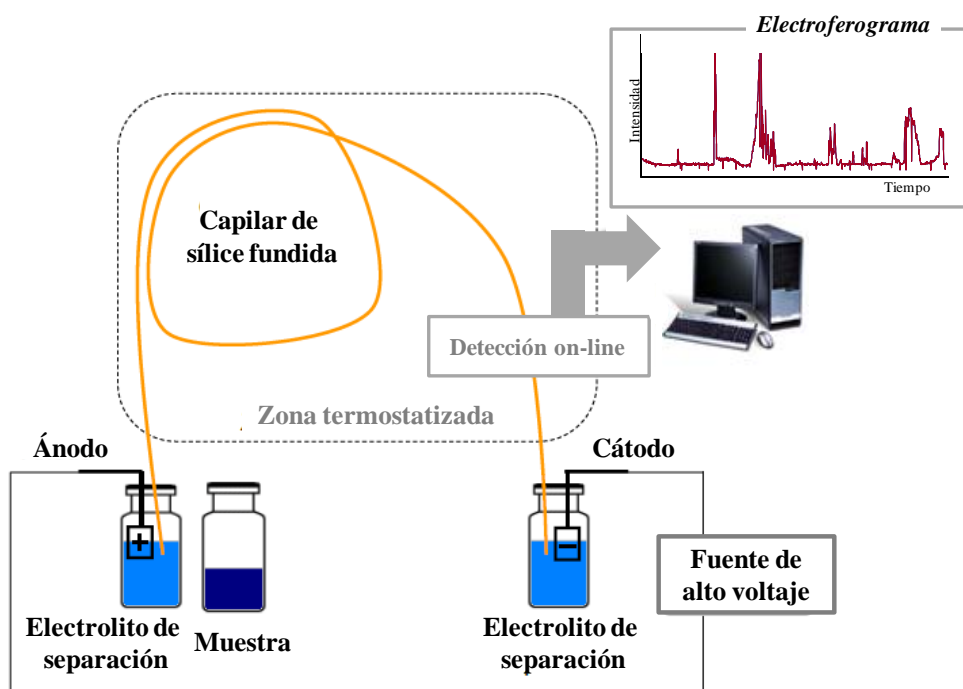 Electroferograma
Intensidad
Tiempo
Capilar de
sílice fundida
Detección on-line
Zona termostatizada
Ánodo
Cátodo
+
−
Fuente de
alto voltaje
Electrolito de
separación
Muestra
Electrolito de
separación